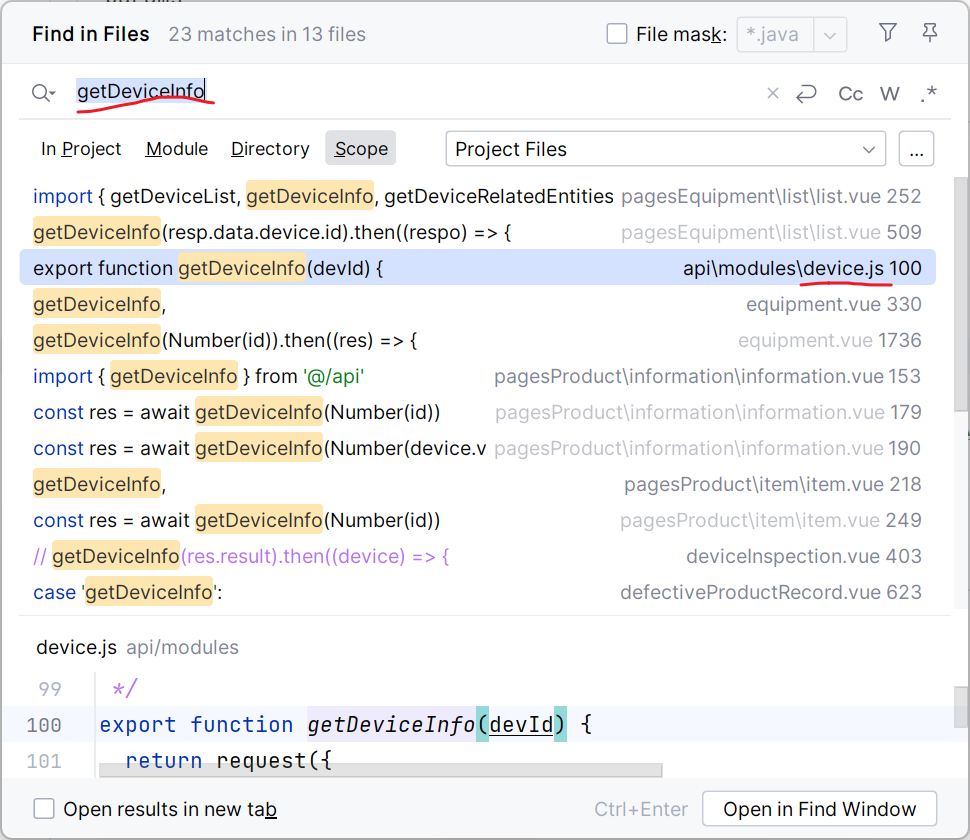 Find in Files 23 matches in 13 files File mask: *.java
getDeviceInfo Cc W .*
In Project Module Directory Scope Project Files ...
import { getDeviceList, getDeviceInfo, getDeviceRelatedEntities pagesEquipment\list\list.vue 252
getDeviceInfo(resp.data.device.id).then((respo) => { pagesEquipment\list\list.vue 509
export function getDeviceInfo(devId) { api\modules\device.js 100
getDeviceInfo, equipment.vue 330
getDeviceInfo(Number(id)).then((res) => { equipment.vue 1736
import { getDeviceInfo } from '@/api' pagesProduct\information\information.vue 153
const res = await getDeviceInfo(Number(id)) pagesProduct\information\information.vue 179
const res = await getDeviceInfo(Number(device.v pagesProduct\information\information.vue 190
getDeviceInfo, pagesProduct\item\item.vue 218
const res = await getDeviceInfo(Number(id)) pagesProduct\item\item.vue 249
// getDeviceInfo(res.result).then((device) => { deviceInspection.vue 403
case 'getDeviceInfo': defectiveProductRecord.vue 623
device.js api/modules
99 */
100 export function getDeviceInfo(devId) {
101 return request({
Open results in new tab Ctrl+Enter Open in Find Window